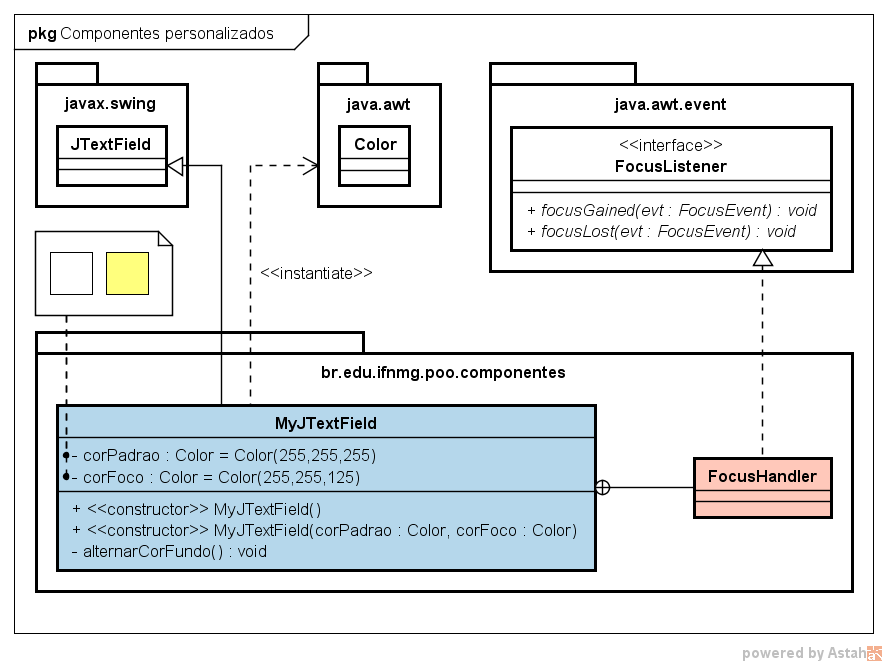 pkg Componentes personalizados
javax.swing
JTextField
java.awt
Color
java.awt.event
<<interface>>
FocusListener
+ focusGained(evt : FocusEvent) : void
+ focusLost(evt : FocusEvent) : void
<<instantiate>>
br.edu.ifnmg.poo.componentes
MyJTextField
- corPadrao : Color = Color(255,255,255)
- corFoco : Color = Color(255,255,125)
+ <<constructor>> MyJTextField()
+ <<constructor>> MyJTextField(corPadrao : Color, corFoco : Color)
- alternarCorFundo() : void
FocusHandler
powered by Astah